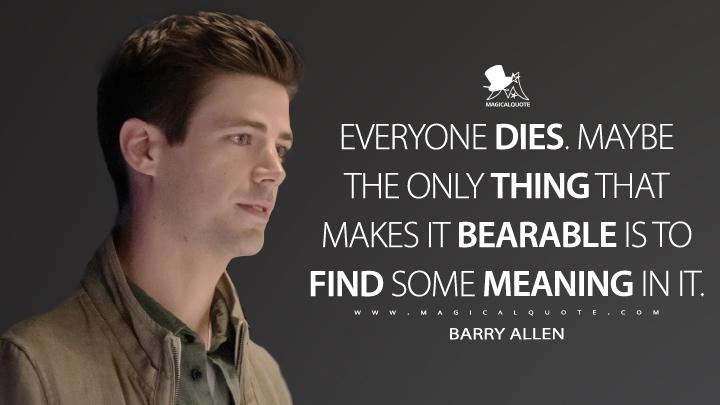 MAGICALQUOTE
EVERYONE DIES. MAYBE
THE ONLY THING THAT
MAKES IT BEARABLE IS TO
FIND SOME MEANING IN IT.
WWW.MAGICALQUOTE.COM
BARRY ALLEN